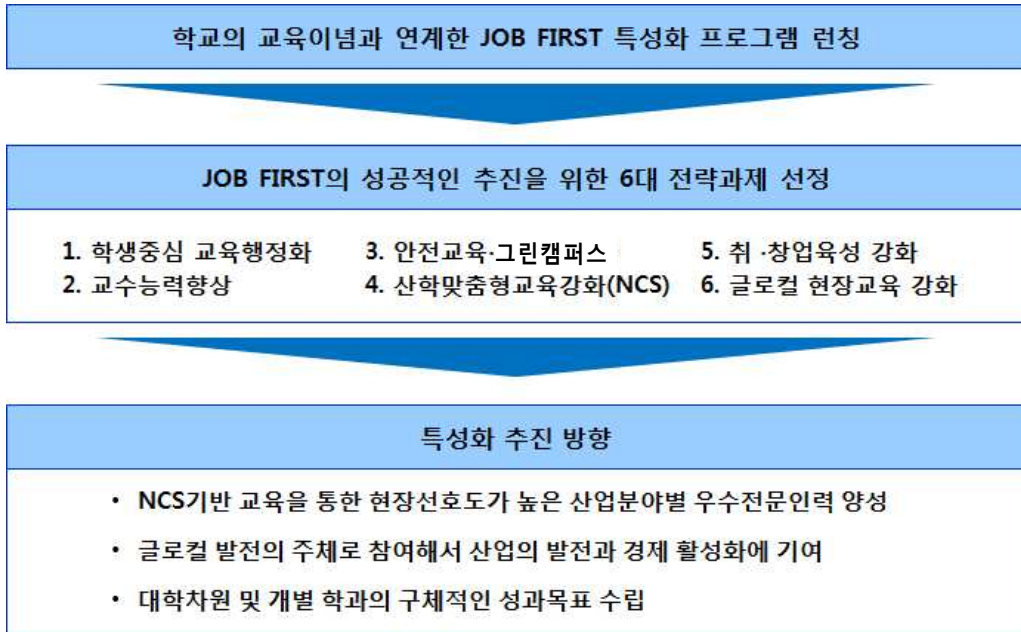 학교의 교육이념과 연계한 JOB FIRST 특성화 프로그램 런칭
JOB FIRST의 성공적인 추진을 위한 6대 전략과제 선정
1. 학생중심 교육행정화
2. 교수능력향상
3. 안전교육·그린캠퍼스
4. 산학맞춤형교육강화(NCS)
5. 취 ·창업육성 강화
6. 글로컬 현장교육 강화
특성화 추진 방향
• NCS기반 교육을 통한 현장선호도가 높은 산업분야별 우수전문인력 양성
• 글로컬 발전의 주체로 참여해서 산업의 발전과 경제 활성화에 기여
• 대학차원 및 개별 학과의 구체적인 성과목표 수립